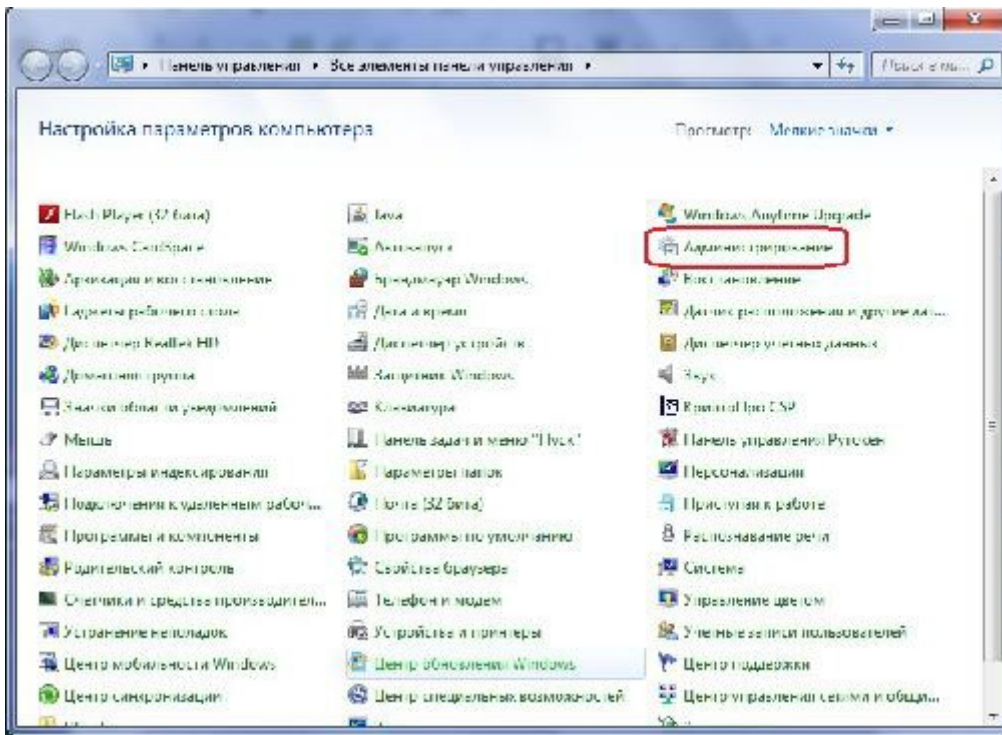 Панель управления ▸ Все элементы панели управления ▸ Поиск в па...
Настройка параметров компьютера Просмотр: Мелкие значки
Flash Player (32 бита) Java Windows Anytime Upgrade
Windows CardSpace Автозапуск Администрирование
Архивация и восстановление Брандмауэр Windows Восстановление
Гаджеты рабочего стола Дата и время Датчик расположения и другие дат...
Диспетчер Realtek HD Диспетчер устройств Диспетчер учетных данных
Домашняя группа Защитник Windows Звук
Значки области уведомлений Клавиатура КриптоПро CSP
Мышь Панель задач и меню "Пуск" Панель управления Рутокен
Параметры индексирования Параметры папок Персонализация
Подключения к удаленным рабоч... Почта (32 бита) Приступая к работе
Программы и компоненты Программы по умолчанию Распознавание речи
Родительский контроль Свойства браузера Система
Счетчики и средства производител... Телефон и модем Управление цветом
Устранение неполадок Устройства и принтеры Учетные записи пользователей
Центр мобильности Windows Центр обновления Windows Центр поддержки
Центр синхронизации Центр специальных возможностей Центр управления сетями и общи...